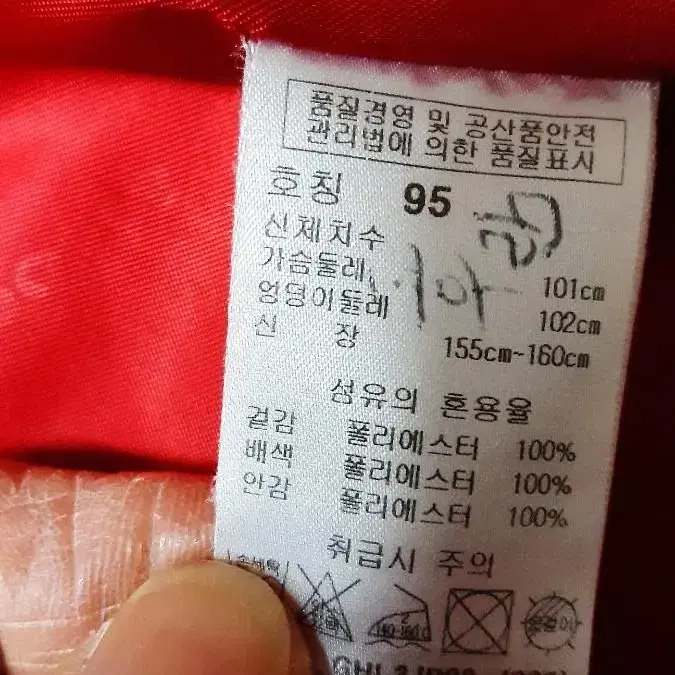 품질경영 및 공산품안전
관리법에 의한 품질표시
호칭 95
신체치수
가슴둘레 101cm
엉덩이둘레 102cm
신 장 155cm~160cm
섬유의 혼용율
겉감 폴리에스터 100%
배색 폴리에스터 100%
안감 폴리에스터 100%
취급시 주의